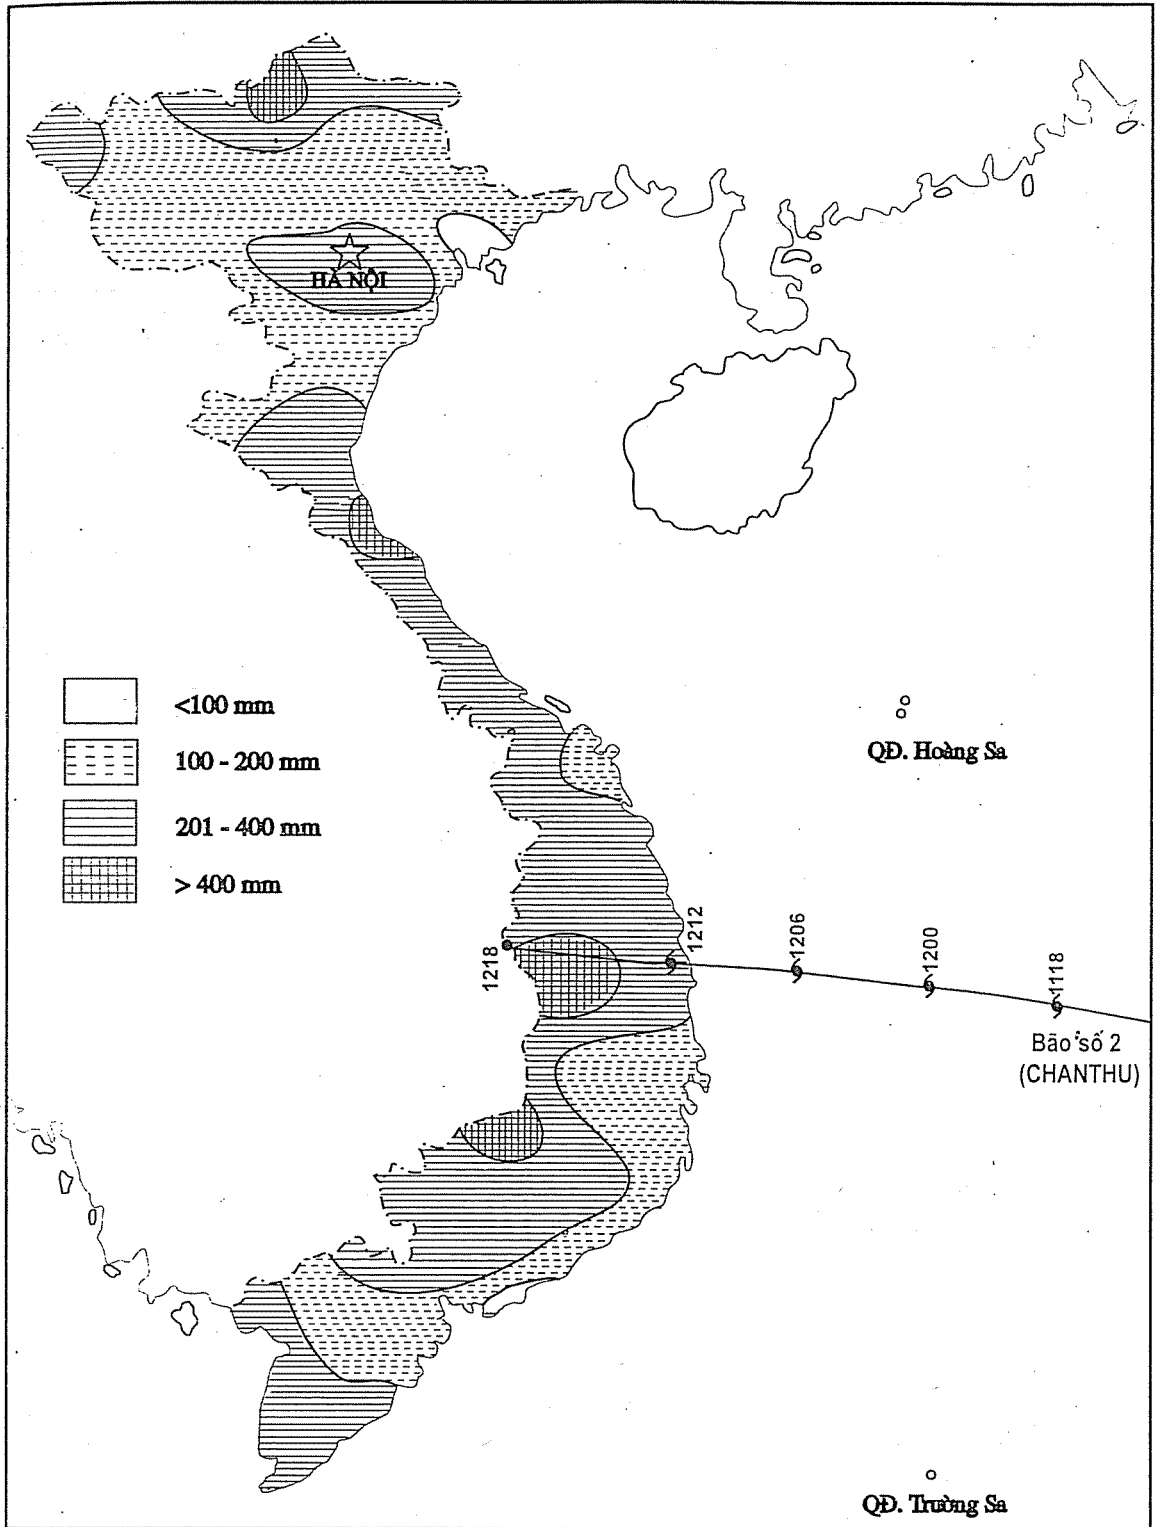 HÀ NỘI
<100 mm
100 - 200 mm
201 - 400 mm
> 400 mm
QĐ. Hoàng Sa
1218
1212
1206
1200
1118
Bão số 2
(CHANTHU)
QĐ. Trường Sa